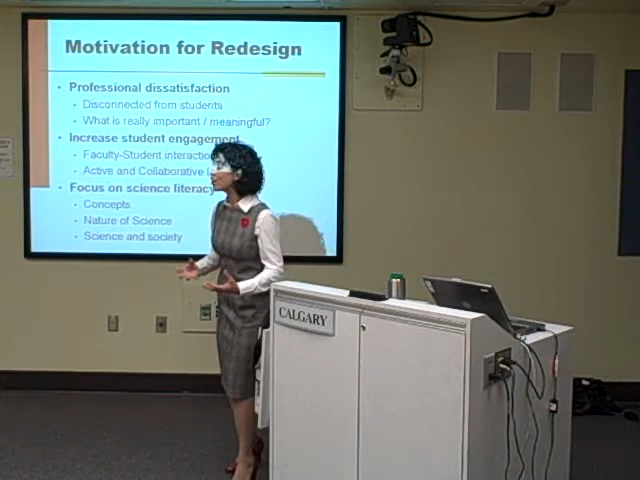 Motivation for Redesign
Professional dissatisfaction
Disconnected from students
What is really important / meaningful?
Increase student engagement
Faculty-Student interactio
Active and Collaborative
Focus on science literacy
Concepts
Nature of Science
Science and society
CALGARY